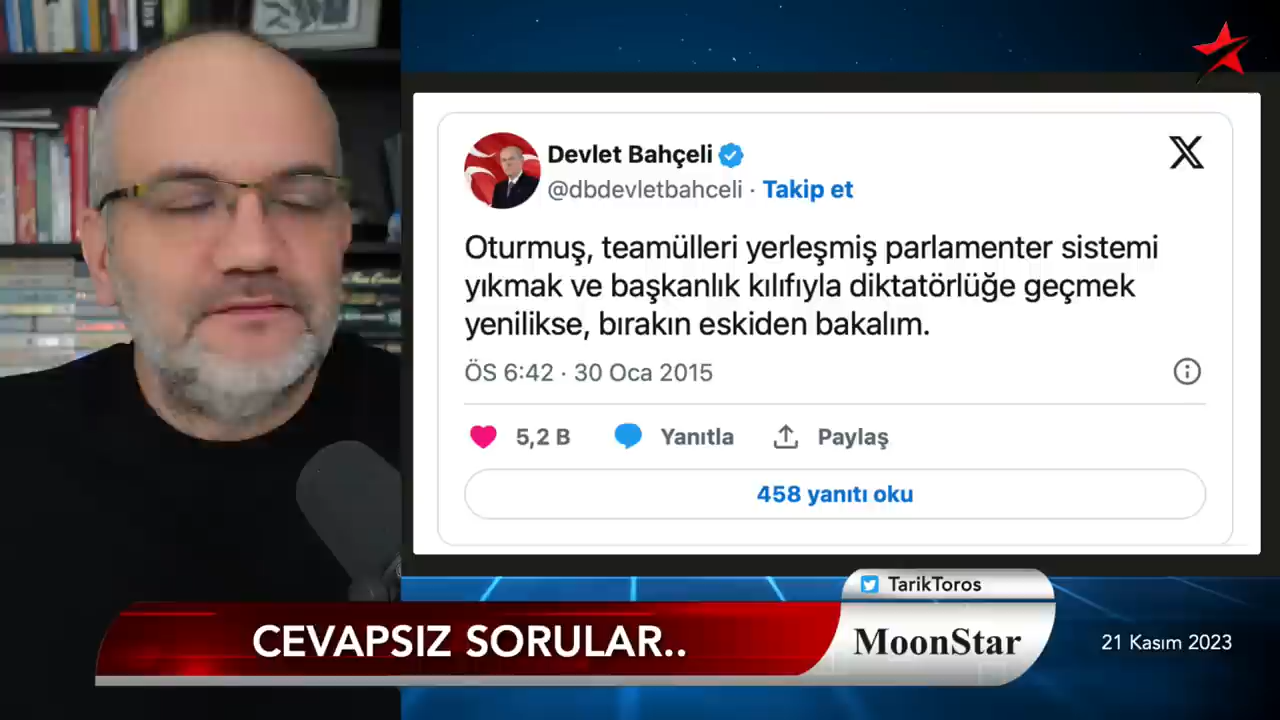 Devlet Bahçeli
@dbdevletbahceli · Takip et
Oturmuş, teamülleri yerleşmiş parlamenter sistemi
yıkmak ve başkanlık kılıfıyla diktatörlüğe geçmek
yenilikse, bırakın eskiden bakalım.
ÖS 6:42 · 30 Oca 2015
5,2 B Yanıtla Paylaş
458 yanıtı oku
TarikToros
CEVAPSIZ SORULAR..
MoonStar
21 Kasım 2023